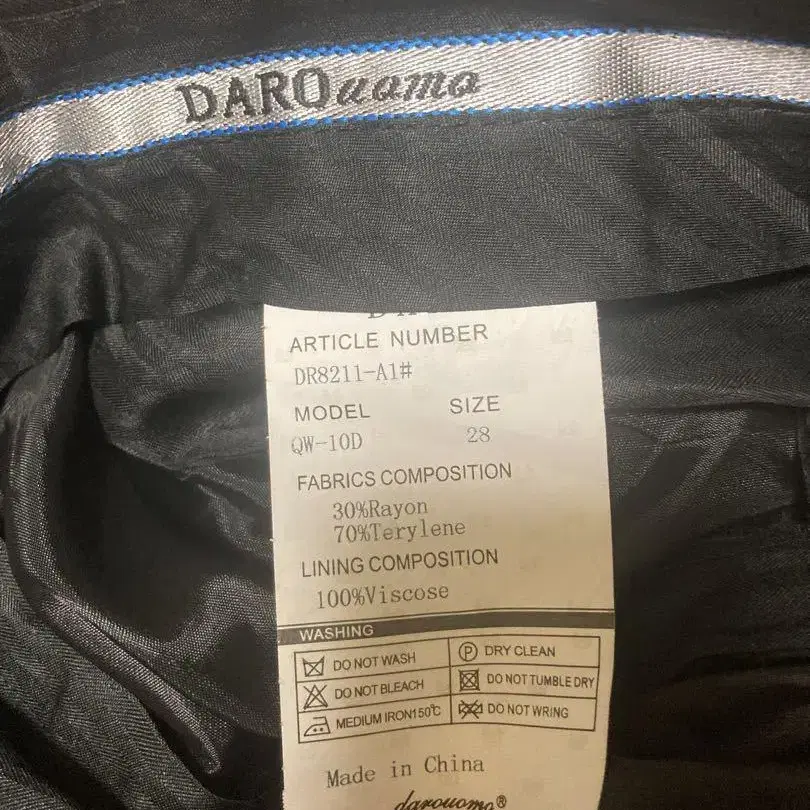 DAROuomo
ARTICLE NUMBER
DR8211-A1#
MODEL SIZE
QW-10D 28
FABRICS COMPOSITION
30%Rayon
70%Terylene
LINING COMPOSITION
100%Viscose
WASHING
DO NOT WASH Ⓟ DRY CLEAN
DO NOT BLEACH DO NOT TUMBLE DRY
MEDIUM IRON150℃ DO NOT WRING
Made in China
darouomo®